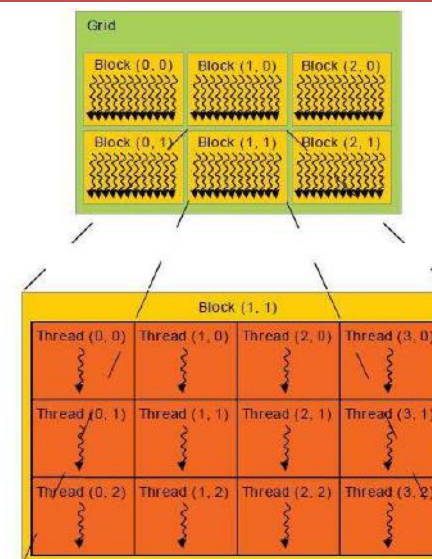 Grid
Block (0, 0) Block (1, 0) Block (2, 0)
Block (0, 1) Block (1, 1) Block (2, 1)
Block (1, 1)
Thread (0, 0) Thread (1, 0) Thread (2, 0) Thread (3, 0)
Thread (0, 1) Thread (1, 1) Thread (2, 1) Thread (3, 1)
Thread (0, 2) Thread (1, 2) Thread (2, 2) Thread (3, 2)